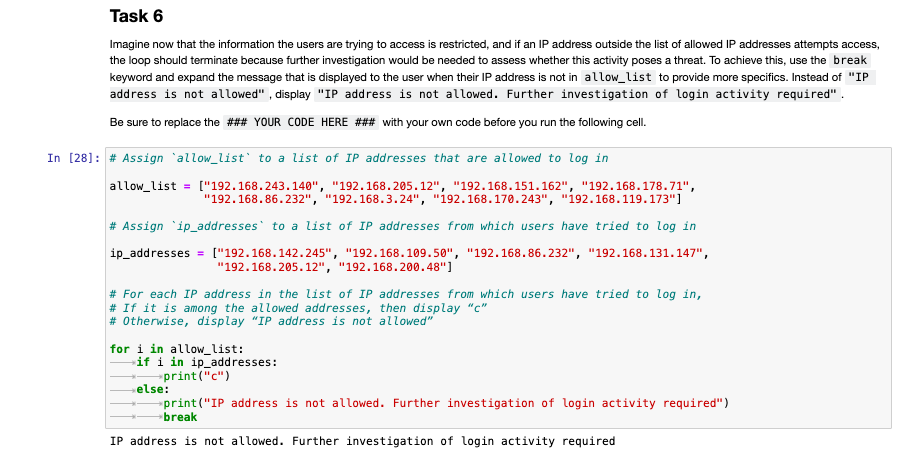 Task 6
Imagine now that the information the users are trying to access is restricted, and if an IP address outside the list of allowed IP addresses attempts access,
the loop should terminate because further investigation would be needed to assess whether this activity poses a threat. To achieve this, use the break
keyword and expand the message that is displayed to the user when their IP address is not in allow_list to provide more specifics. Instead of "IP
address is not allowed" , display "IP address is not allowed. Further investigation of login activity required" .
Be sure to replace the ### YOUR CODE HERE ### with your own code before you run the following cell.
In [28]: # Assign `allow_list` to a list of IP addresses that are allowed to log in
allow_list = ["192.168.243.140", "192.168.205.12", "192.168.151.162", "192.168.178.71",
"192.168.86.232", "192.168.3.24", "192.168.170.243", "192.168.119.173"]
# Assign `ip_addresses` to a list of IP addresses from which users have tried to log in
ip_addresses = ["192.168.142.245", "192.168.109.50", "192.168.86.232", "192.168.131.147",
"192.168.205.12", "192.168.200.48"]
# For each IP address in the list of IP addresses from which users have tried to log in,
# If it is among the allowed addresses, then display “c”
# Otherwise, display “IP address is not allowed”
for i in allow_list:
if i in ip_addresses:
print("c")
else:
print("IP address is not allowed. Further investigation of login activity required")
break
IP address is not allowed. Further investigation of login activity required